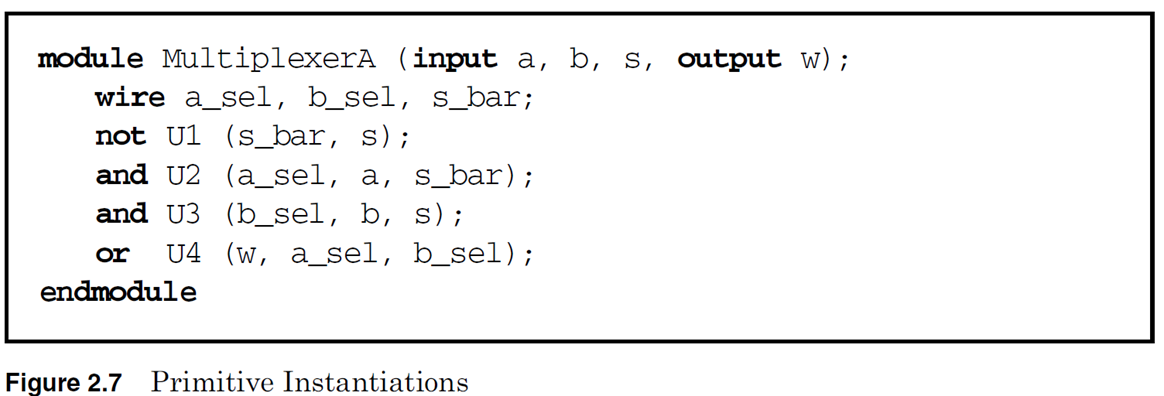 module MultiplexerA (input a, b, s, output w);
wire a_sel, b_sel, s_bar;
not U1 (s_bar, s);
and U2 (a_sel, a, s_bar);
and U3 (b_sel, b, s);
or U4 (w, a_sel, b_sel);
endmodule
Figure 2.7 Primitive Instantiations